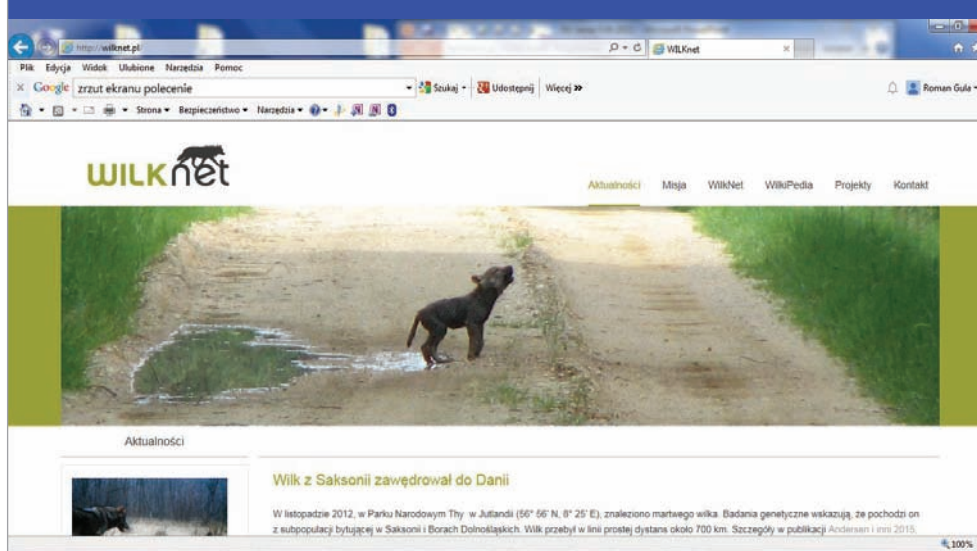 http://wilknet.pl/
WILKnet
Plik Edycja Widok Ulubione Narzędzia Pomoc
Google zrzut ekranu polecenie Szukaj Udostępnij Więcej Roman Gula
Strona Bezpieczeństwo Narzędzia
WILKnet
Aktualności Misja WilkNet WilkiPedia Projekty Kontakt
Aktualności
Wilk z Saksonii zawędrował do Danii
W listopadzie 2012, w Parku Narodowym Thy w Jutlandii (56° 56' N, 8° 25' E), znaleziono martwego wilka. Badania genetyczne wskazują, że pochodzi on
z subpopulacji bytującej w Saksonii i Borach Dolnośląskich. Wilk przebył w linii prostej dystans około 700 km. Szczegóły w publikacji Andersen i inni 2015,
100%